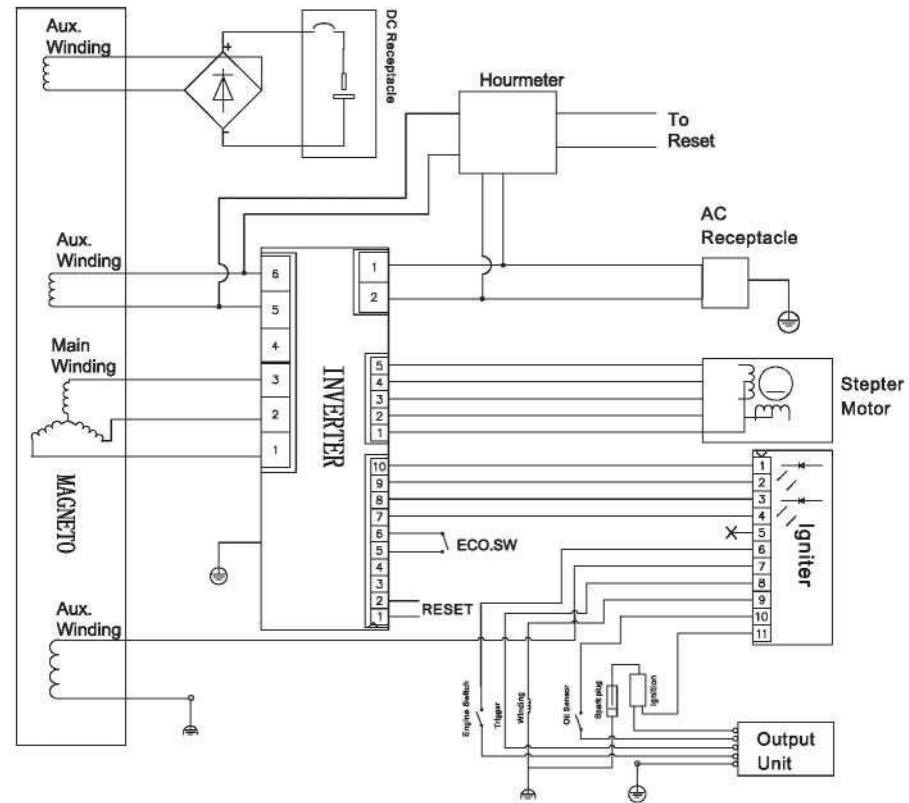 Aux.
Winding
DC Receptacle
Hourmeter
To
Reset
Aux.
Winding
AC
Receptacle
6
5
4
3
2
1
1
2
INVERTER
Main
Winding
MAGNETO
5
4
3
2
1
Stepter
Motor
10
9
8
7
6
5
4
3
2
1
ECO.SW
RESET
1
2
3
4
5
6
7
8
9
10
11
Igniter
Aux.
Winding
Engine Switch
Trigger
Winding
Oil Sensor
Spark plug
Ignition
Output
Unit
+
-